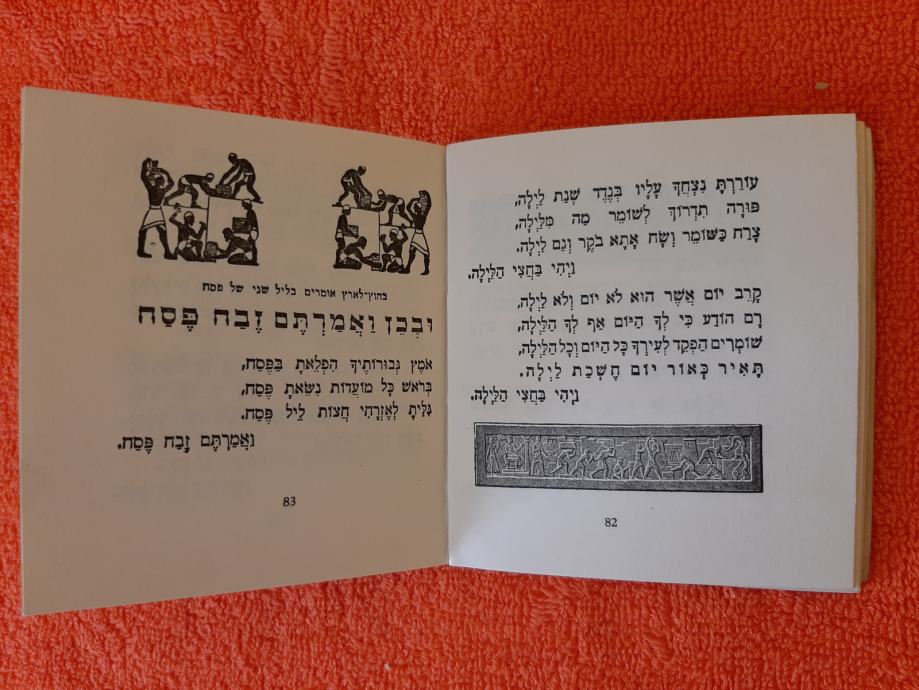 עוֹרַרְתָּ נִצְחֲךָ עָלָיו בְּנֶדֶד שְׁנַת לַיְלָה,
פּוּרָה תִדְרוֹךְ לְשׁוֹמֵר מַה מִּלַּיְלָה,
צָרַח כַּשּׁוֹמֵר וְשָׂח אָתָא בֹקֶר וְגַם לַיְלָה.
וַיְהִי בַּחֲצִי הַלַּיְלָה.
קָרֵב יוֹם אֲשֶׁר הוּא לֹא יוֹם וְלֹא לַיְלָה,
רָם הוֹדַע כִּי לְךָ הַיּוֹם אַף לְךָ הַלַּיְלָה,
שׁוֹמְרִים הַפְקֵד לְעִירְךָ כָּל הַיּוֹם וְכָל הַלַּיְלָה,
תָּאִיר כְּאוֹר יוֹם חֶשְׁכַת לַיְלָה.
וַיְהִי בַּחֲצִי הַלַּיְלָה.
82
בחוץ-לארץ אומרים בליל שני של פסח
וּבְכֵן וַאֲמַרְתֶּם זֶבַח פֶּסַח
אֹמֶץ גְּבוּרוֹתֶיךָ הִפְלֵאתָ בַּפֶּסַח,
בְּרֹאשׁ כָּל מוֹעֲדוֹת נִשֵּׂאתָ פֶּסַח,
גִּלִּיתָ לְאֶזְרָחִי חֲצוֹת לֵיל פֶּסַח.
וַאֲמַרְתֶּם זֶבַח פֶּסַח.
83